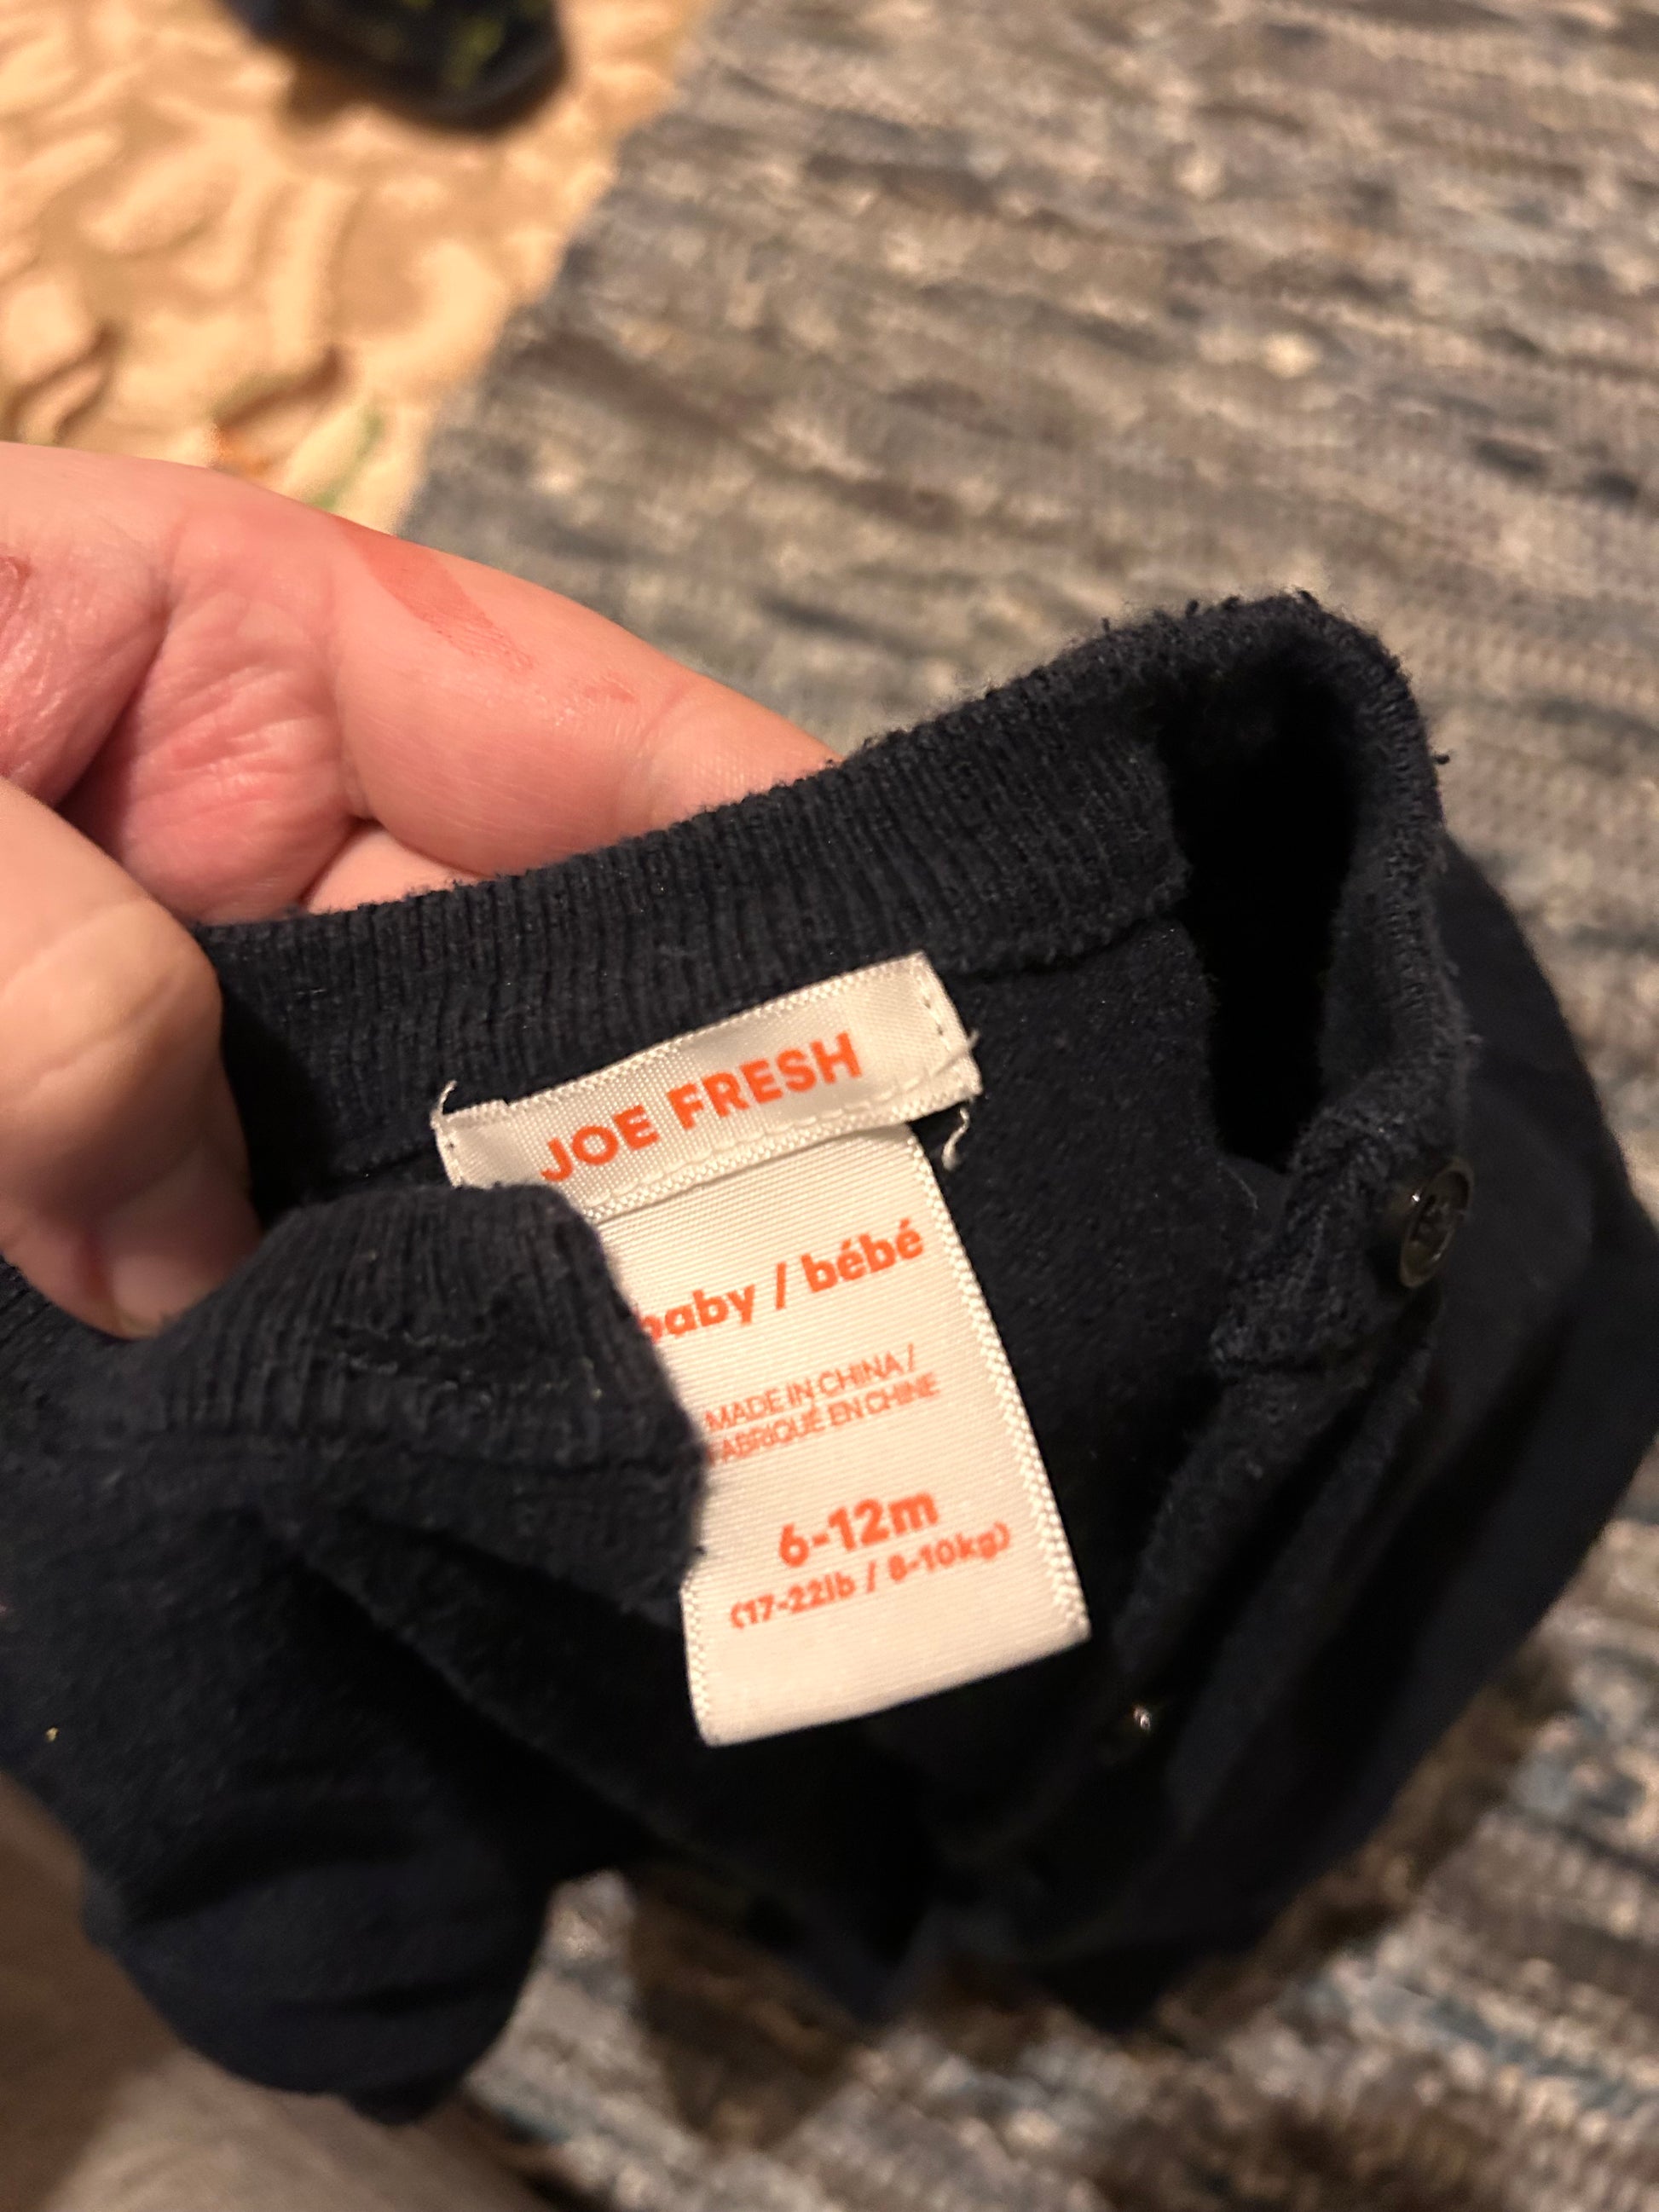 JOE FRESH
baby / bébé
MADE IN CHINA /
FABRIQUÉ EN CHINE
6-12m
(17-22lb / 8-10kg)